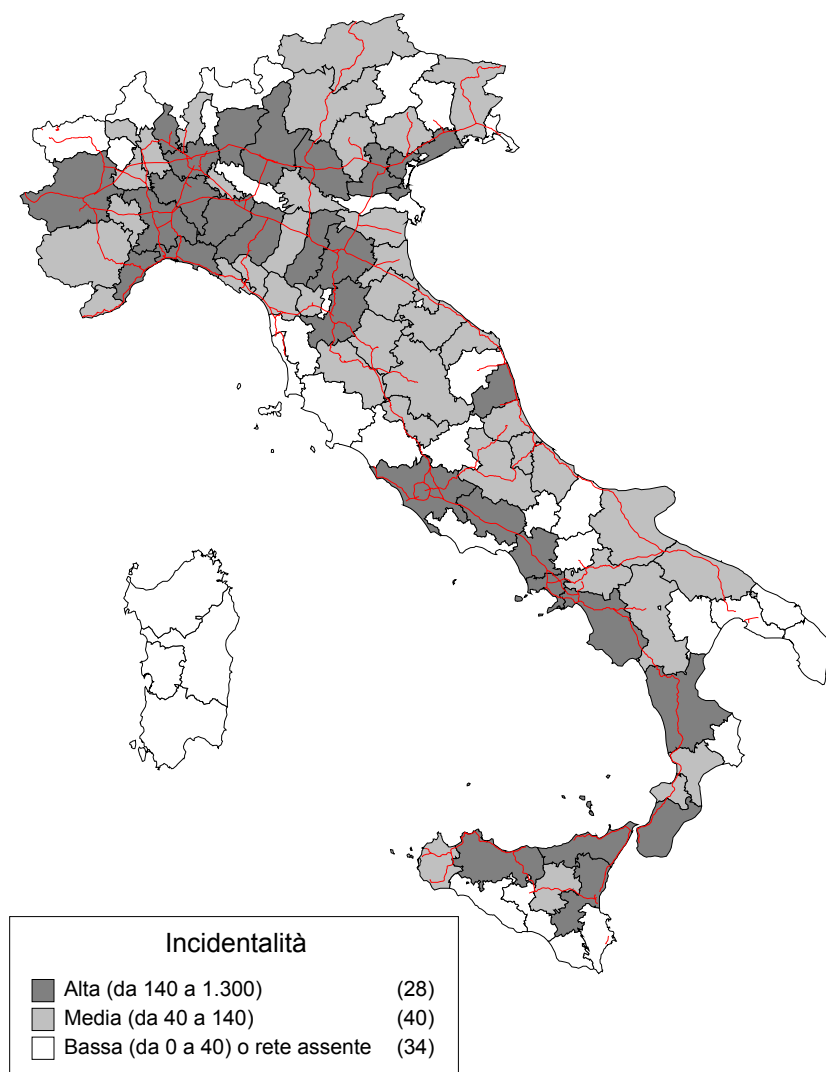 Incidentalità
Alta (da 140 a 1.300) (28)
Media (da 40 a 140) (40)
Bassa (da 0 a 40) o rete assente (34)